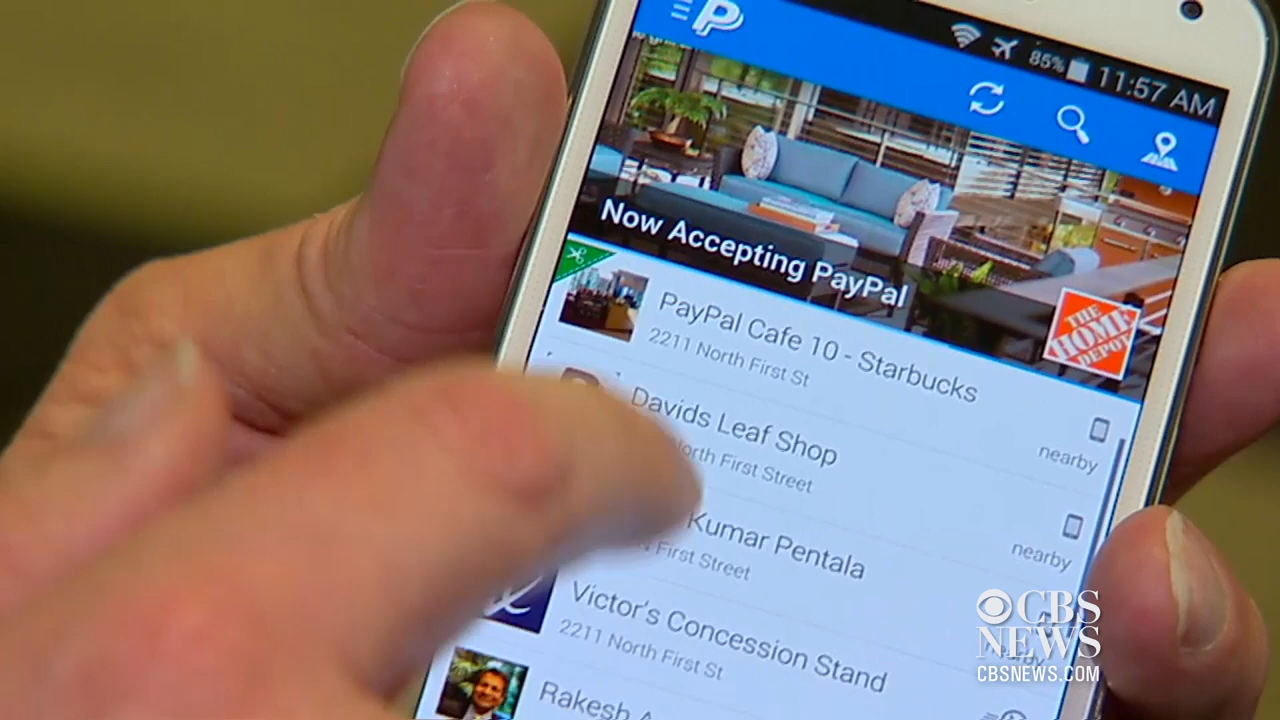 85% 11:57 AM
Now Accepting PayPal
THE
HOME
DEPOT
PayPal Cafe 10 - Starbucks
2211 North First St
nearby
Davids Leaf Shop
North First Street
nearby
Kumar Pentala
First Street
Victor's Concession Stand
2211 North First St
nearby
Rakesh
CBS
NEWS
CBSNEWS.COM